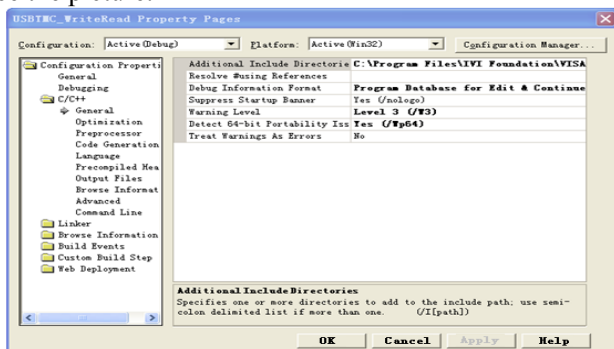 USBTMC_WriteRead Property Pages
Configuration: Active(Debug) Platform: Active(Win32) Configuration Manager...
Configuration Properti
General
Debugging
C/C++
General
Optimization
Preprocessor
Code Generation
Language
Precompiled Hea
Output Files
Browse Informat
Advanced
Command Line
Linker
Browse Information
Build Events
Custom Build Step
Web Deployment
Additional Include Directorie C:\Program Files\IVI Foundation\VISA
Resolve #using References
Debug Information Format Program Database for Edit & Continue
Suppress Startup Banner Yes (/nologo)
Warning Level Level 3 (/W3)
Detect 64-bit Portability Iss Yes (/Wp64)
Treat Warnings As Errors No
Additional Include Directories
Specifies one or more directories to add to the include path; use semi-
colon delimited list if more than one. (/I[path])
OK Cancel Apply Help